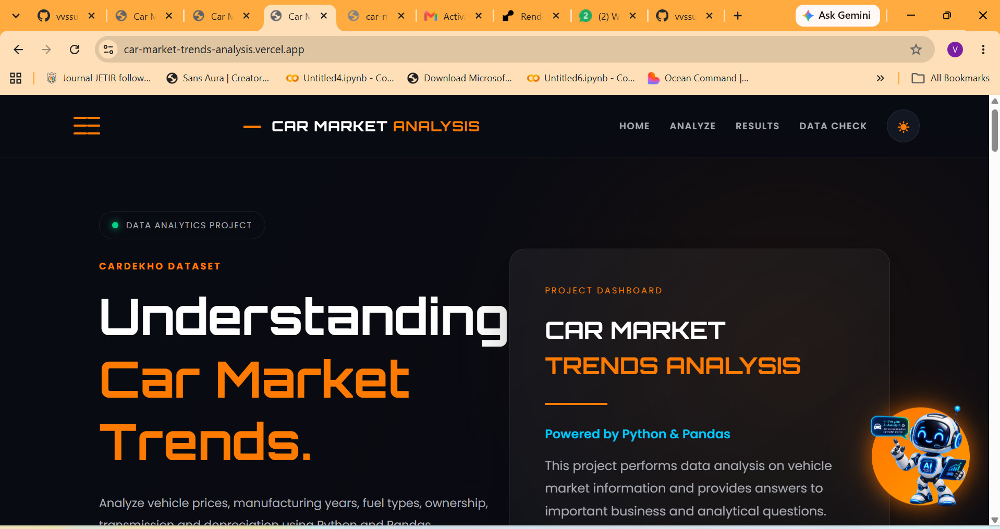 vvssu
Car M
Car M
Car M
car-m
Activ
Rend
(2) W
vvssu
Ask Gemini
car-market-trends-analysis.vercel.app
V
Journal JETIR follow...
Sans Aura | Creator...
Untitled4.ipynb - Co...
Download Microsof...
Untitled6.ipynb - Co...
Ocean Command |...
All Bookmarks
CAR MARKET ANALYSIS
HOME
ANALYZE
RESULTS
DATA CHECK
DATA ANALYTICS PROJECT
CARDEKHO DATASET
Understanding
Car Market
Trends.
Analyze vehicle prices, manufacturing years, fuel types, ownership,
transmission and depreciation using Python and Pandas
PROJECT DASHBOARD
CAR MARKET
TRENDS ANALYSIS
Powered by Python & Pandas
This project performs data analysis on vehicle
market information and provides answers to
important business and analytical questions.
Hi! I'm your
AI Assistant
AI